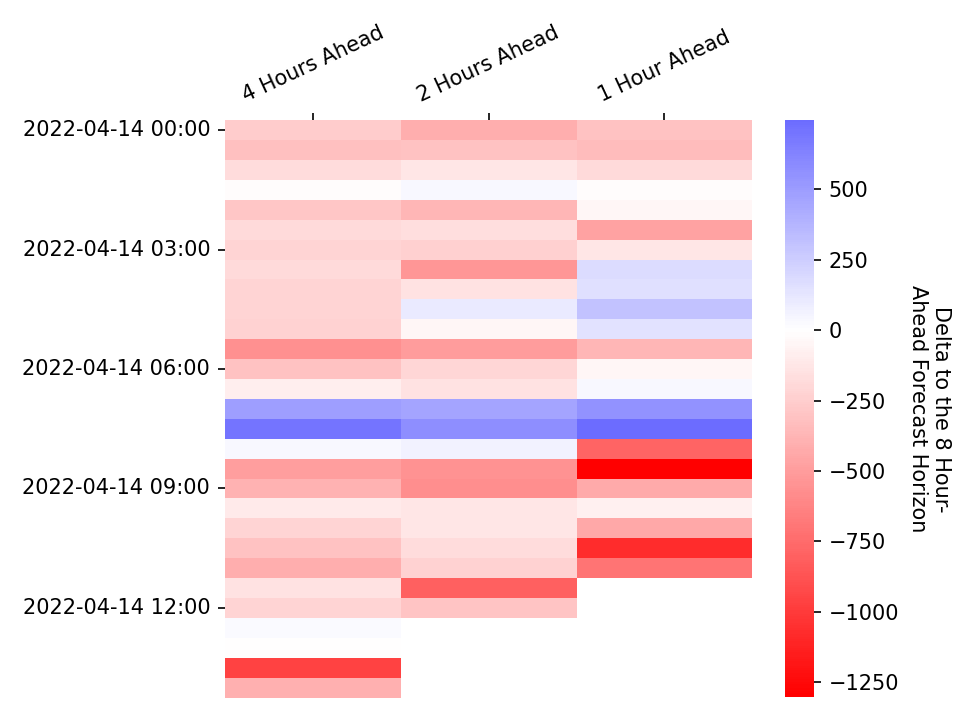 4 Hours Ahead
2 Hours Ahead
1 Hour Ahead
2022-04-14 00:00
2022-04-14 03:00
2022-04-14 06:00
2022-04-14 09:00
2022-04-14 12:00
500
250
0
−250
−500
−750
−1000
−1250
Delta to the 8 Hour-
Ahead Forecast Horizon